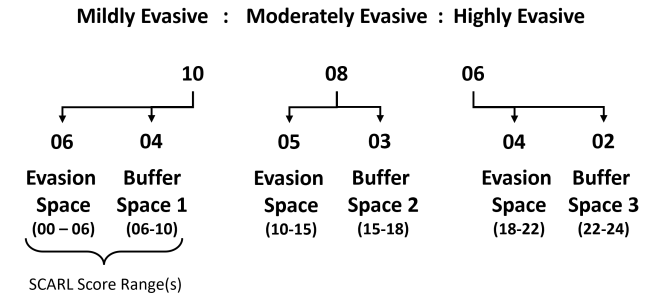 Mildly Evasive : Moderately Evasive : Highly Evasive
10 08 06
06 04 05 03 04 02
Evasion Buffer Evasion Buffer Evasion Buffer
Space Space 1 Space Space 2 Space Space 3
(00 – 06) (06-10) (10-15) (15-18) (18-22) (22-24)
SCARL Score Range(s)